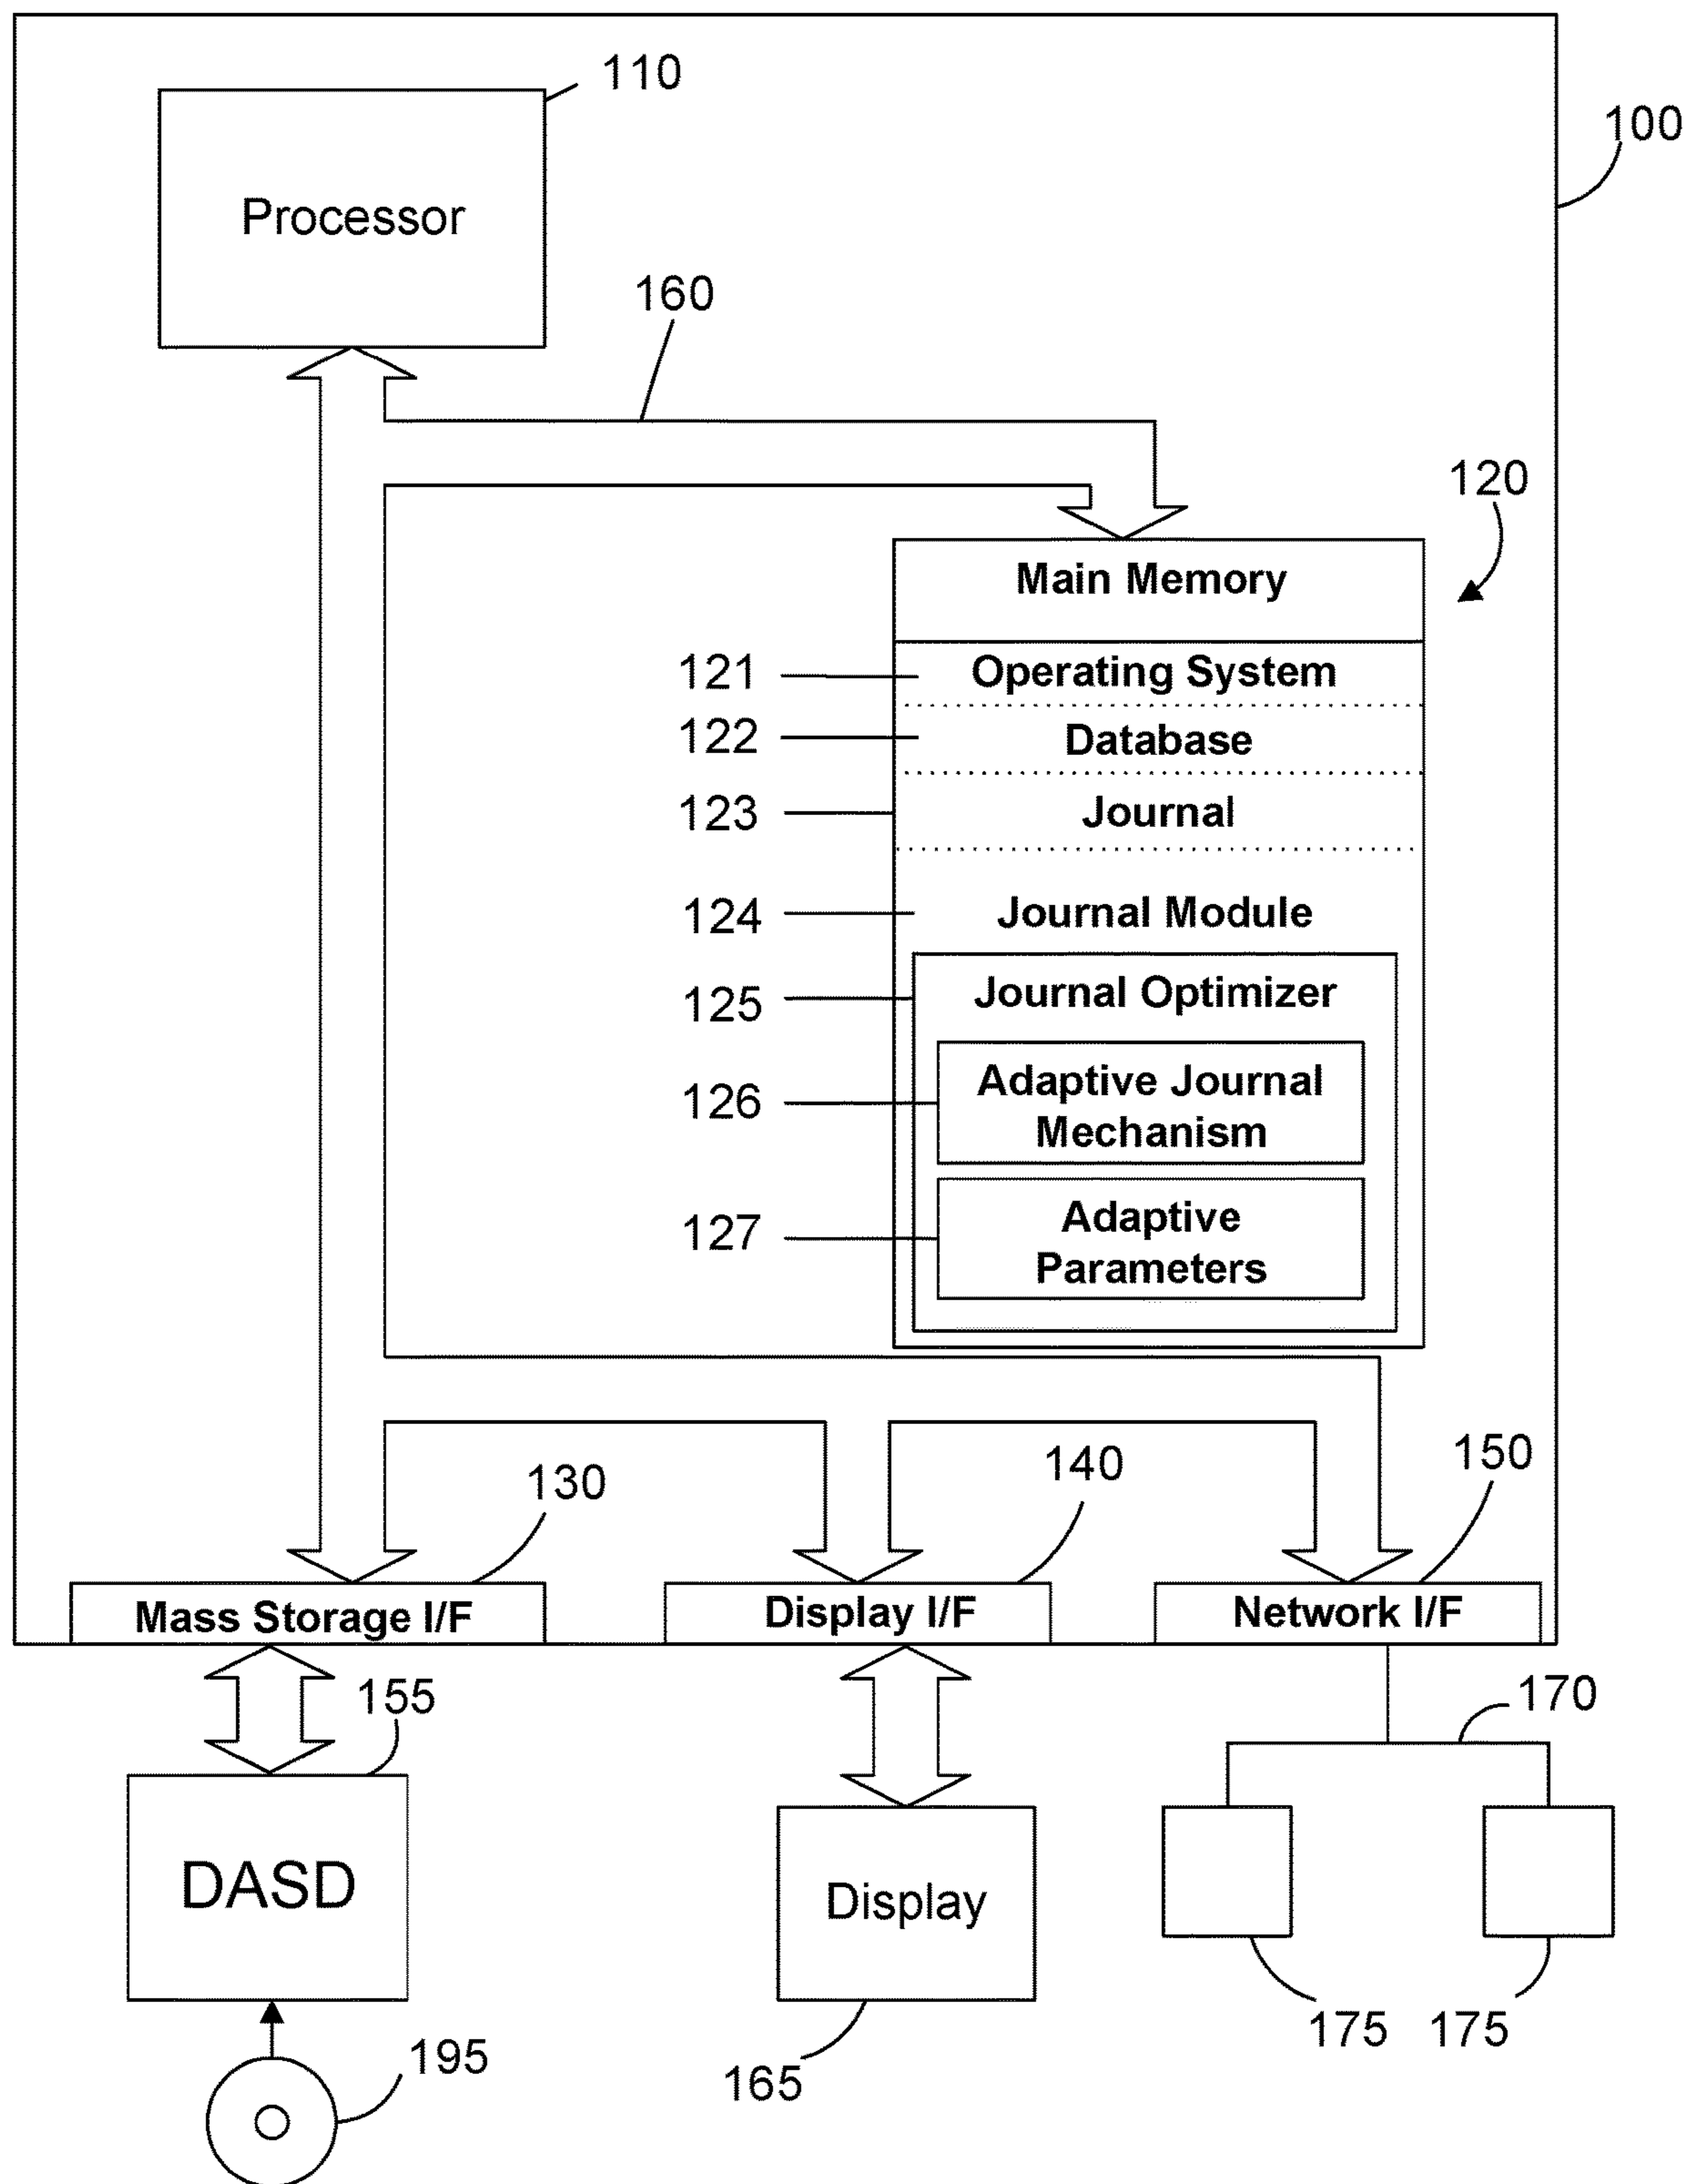 110
100
Processor
160
120
Main Memory
121
Operating System
122
Database
123
Journal
124
Journal Module
125
Journal Optimizer
126
Adaptive Journal
Mechanism
127
Adaptive
Parameters
130
140
150
Mass Storage I/F
Display I/F
Network I/F
155
170
DASD
Display
175
175
195
165